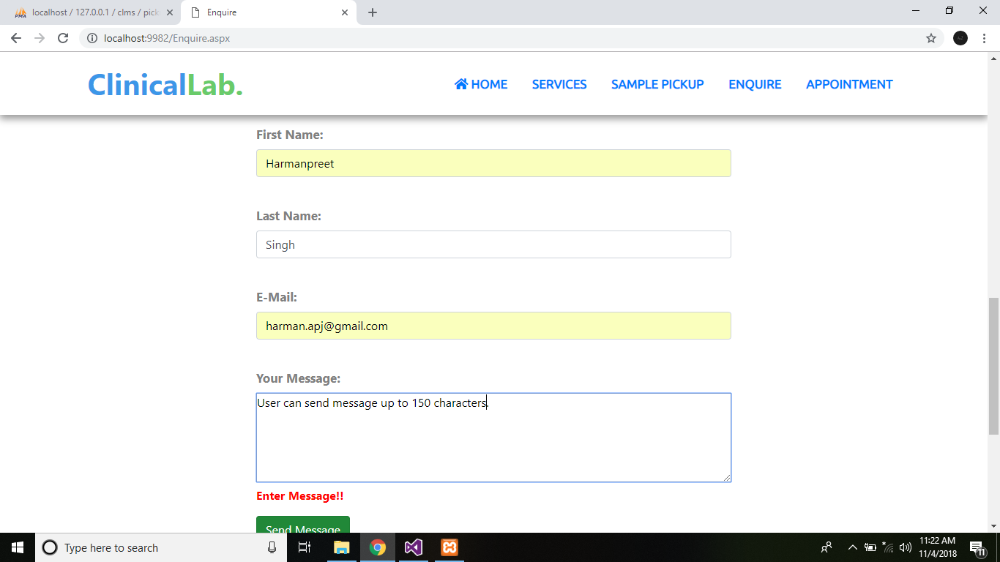 localhost / 127.0.0.1 / clms / pick
Enquire
localhost:9982/Enquire.aspx
ClinicalLab.
HOME SERVICES SAMPLE PICKUP ENQUIRE APPOINTMENT
First Name:
Harmanpreet
Last Name:
Singh
E-Mail:
harman.apj@gmail.com
Your Message:
User can send message up to 150 characters.
Enter Message!!
Send Message
Type here to search
11:22 AM
11/4/2018
11